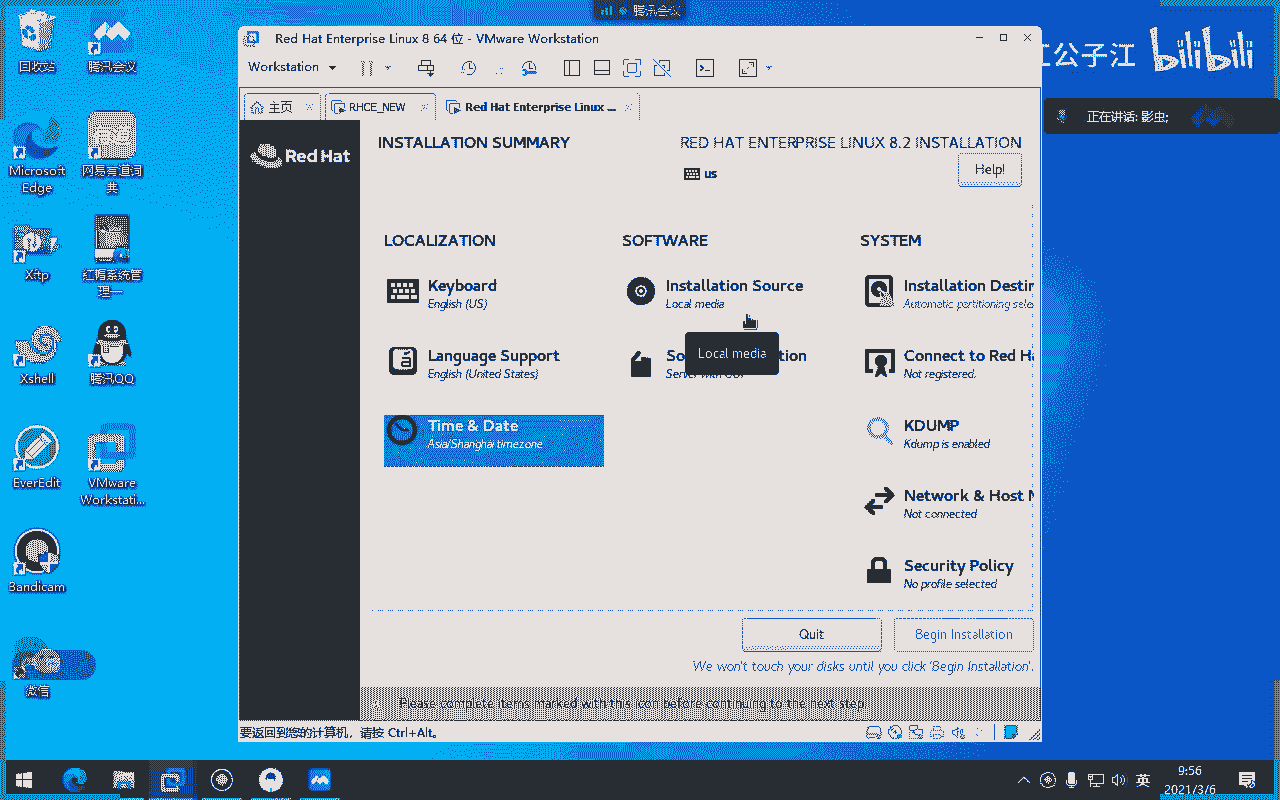 腾讯会议
回收站
腾讯会议
Microsoft
Edge
网易有道词
典
Xftp
红帽系统管
理一
Xshell
腾讯QQ
EverEdit
VMware
Workstati...
Bandicam
微信
Red Hat Enterprise Linux 8 64 位 - VMware Workstation
Workstation
主页
RHCE_NEW
Red Hat Enterprise Linux ...
Red Hat
INSTALLATION SUMMARY
RED HAT ENTERPRISE LINUX 8.2 INSTALLATION
us
Help!
LOCALIZATION
SOFTWARE
SYSTEM
Keyboard
English (US)
Language Support
English (United States)
Time & Date
Asia/Shanghai timezone
Installation Source
Local media
Local media
Installation Destin
Automatic partitioning sele
Connect to Red Ha
Not registered.
KDUMP
Kdump is enabled
Network & Host N
Not connected
Security Policy
No profile selected
Quit
Begin Installation
We won't touch your disks until you click 'Begin Installation'.
Please complete items marked with this icon before continuing to the next step.
要返回到您的计算机，请按 Ctrl+Alt。
公子江
bilibili
正在讲话: 影虫;
英
9:56
2021/3/6